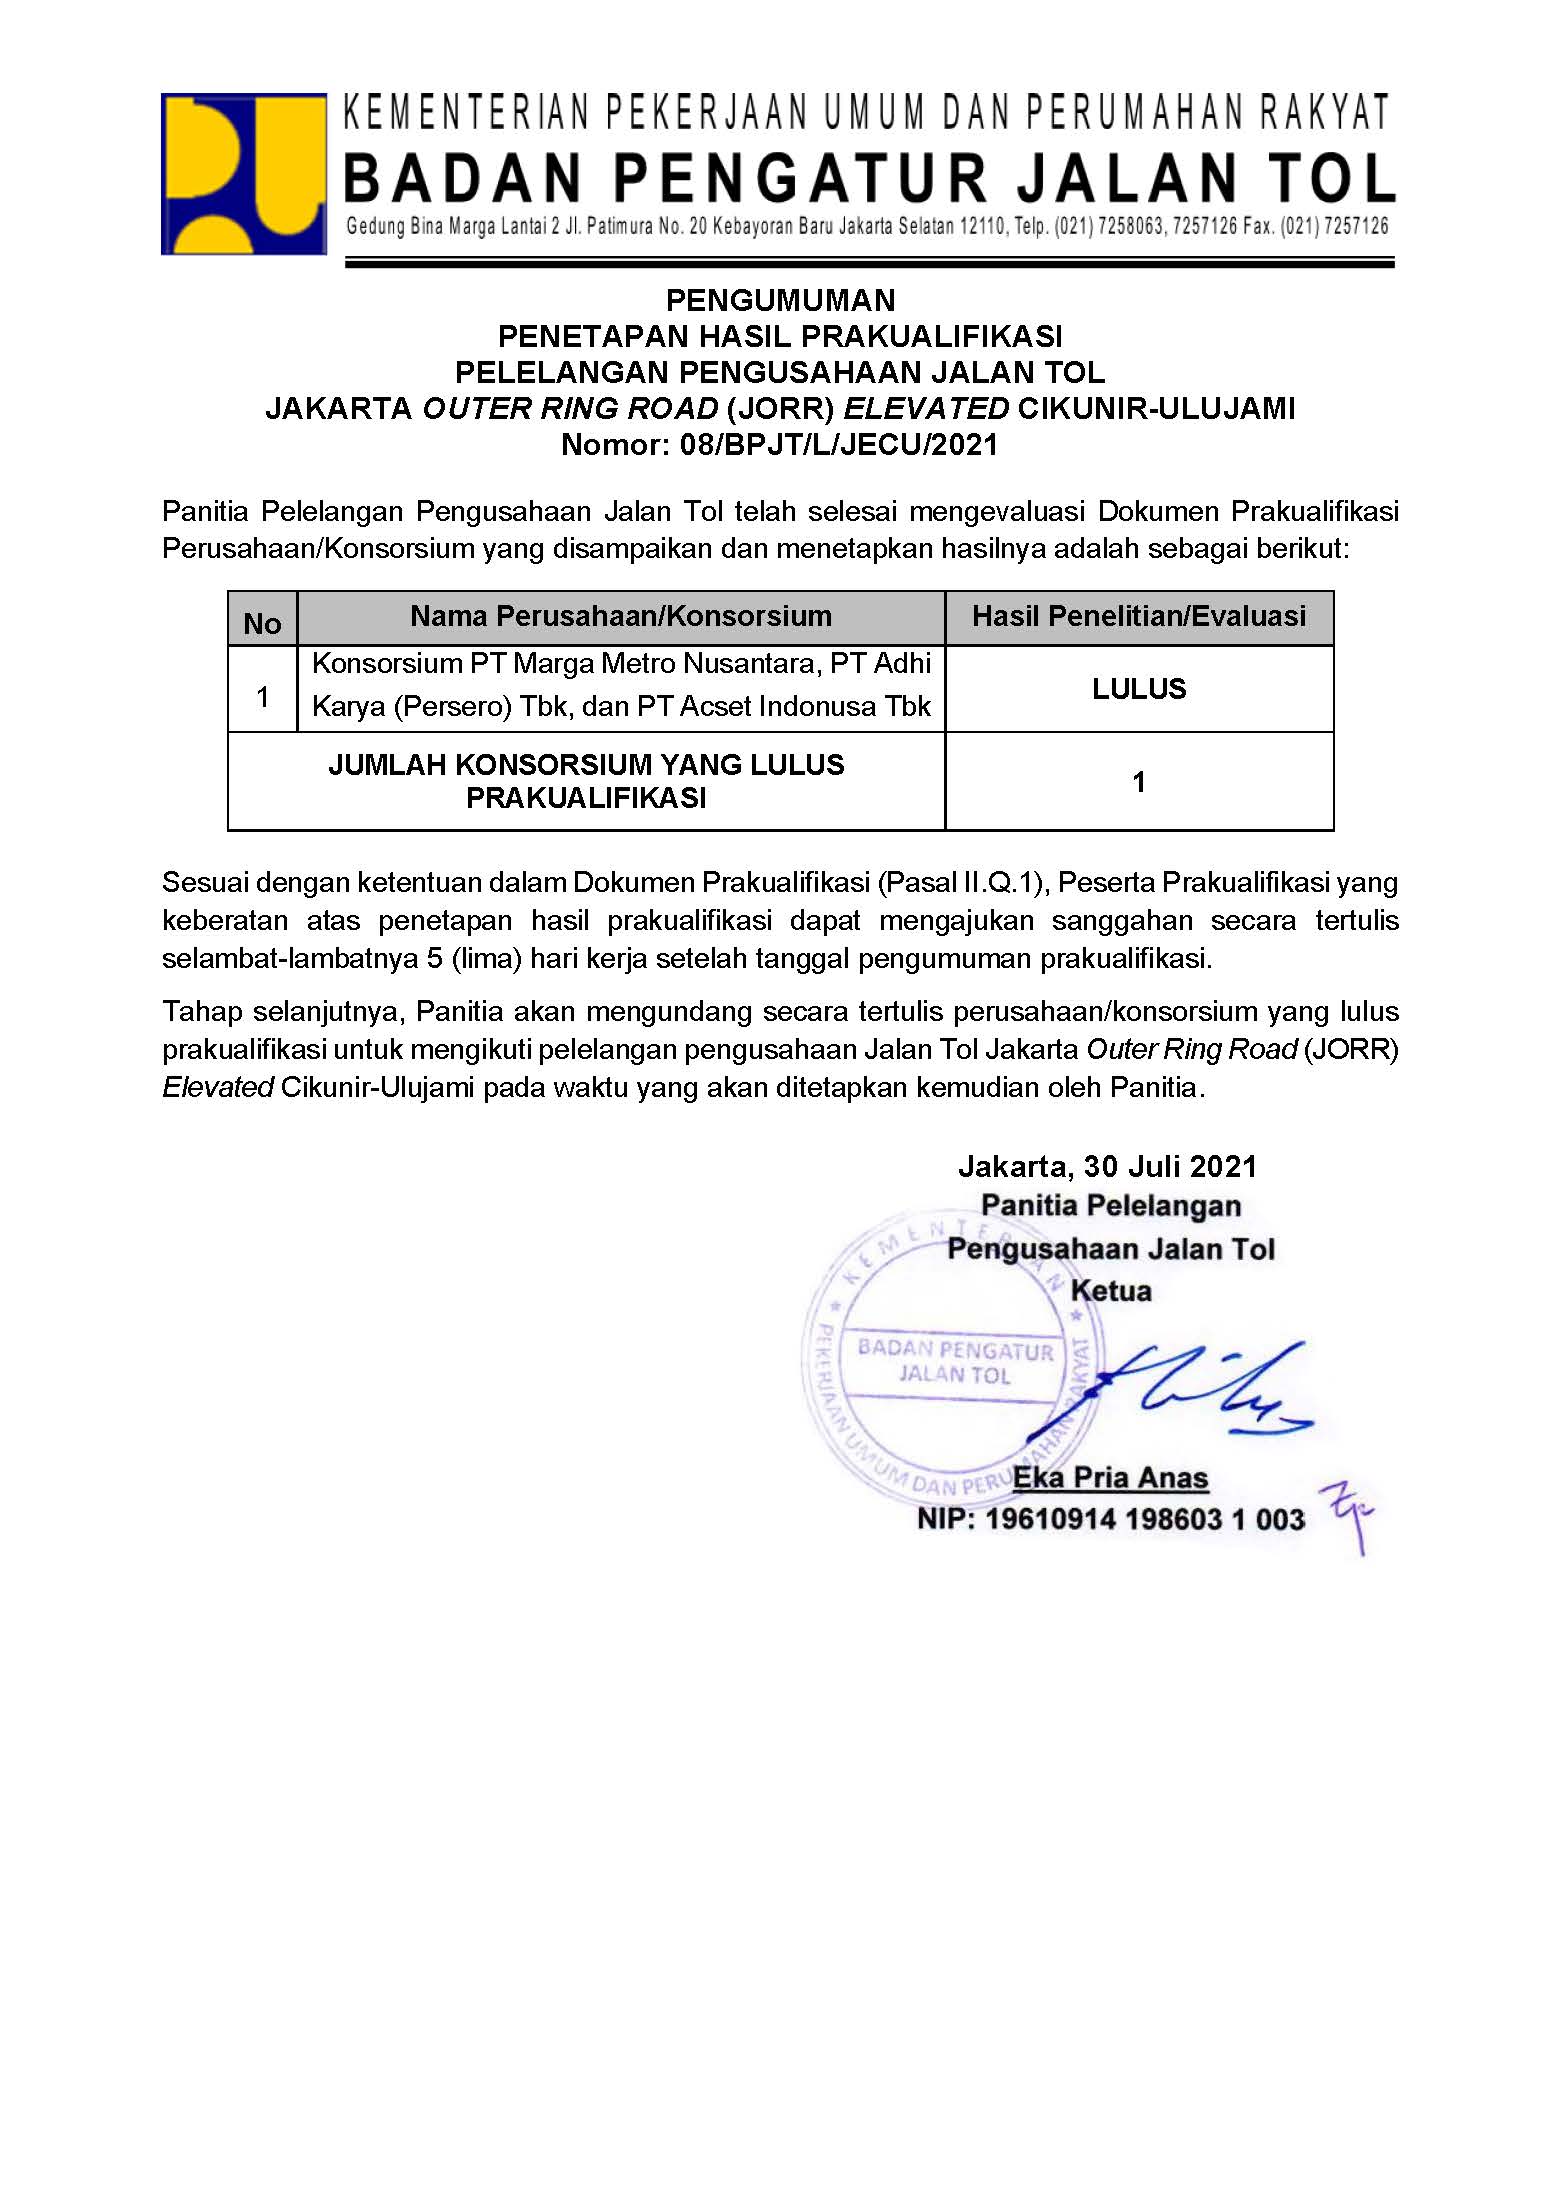 KEMENTERIAN PEKERJAAN UMUM DAN PERUMAHAN RAKYAT
BADAN PENGATUR JALAN TOL
Gedung Bina Marga Lantai 2 Jl. Patimura No. 20 Kebayoran Baru Jakarta Selatan 12110, Telp. (021) 7258063, 7257126 Fax. (021) 7257126
PENGUMUMAN
PENETAPAN HASIL PRAKUALIFIKASI
PELELANGAN PENGUSAHAAN JALAN TOL
JAKARTA OUTER RING ROAD (JORR) ELEVATED CIKUNIR-ULUJAMI
Nomor: 08/BPJT/L/JECU/2021
Panitia Pelelangan Pengusahaan Jalan Tol telah selesai mengevaluasi Dokumen Prakualifikasi
Perusahaan/Konsorsium yang disampaikan dan menetapkan hasilnya adalah sebagai berikut:
No Nama Perusahaan/Konsorsium Hasil Penelitian/Evaluasi
1 Konsorsium PT Marga Metro Nusantara, PT Adhi
Karya (Persero) Tbk, dan PT Acset Indonusa Tbk LULUS
JUMLAH KONSORSIUM YANG LULUS
PRAKUALIFIKASI 1
Sesuai dengan ketentuan dalam Dokumen Prakualifikasi (Pasal II.Q.1), Peserta Prakualifikasi yang
keberatan atas penetapan hasil prakualifikasi dapat mengajukan sanggahan secara tertulis
selambat-lambatnya 5 (lima) hari kerja setelah tanggal pengumuman prakualifikasi.
Tahap selanjutnya, Panitia akan mengundang secara tertulis perusahaan/konsorsium yang lulus
prakualifikasi untuk mengikuti pelelangan pengusahaan Jalan Tol Jakarta Outer Ring Road (JORR)
Elevated Cikunir-Ulujami pada waktu yang akan ditetapkan kemudian oleh Panitia.
Jakarta, 30 Juli 2021
Panitia Pelelangan
Pengusahaan Jalan Tol
Ketua
KEMENTERIAN
PEKERJAAN UMUM DAN PERUMAHAN RAKYAT
BADAN PENGATUR
JALAN TOL
Eka Pria Anas
NIP: 19610914 198603 1 003